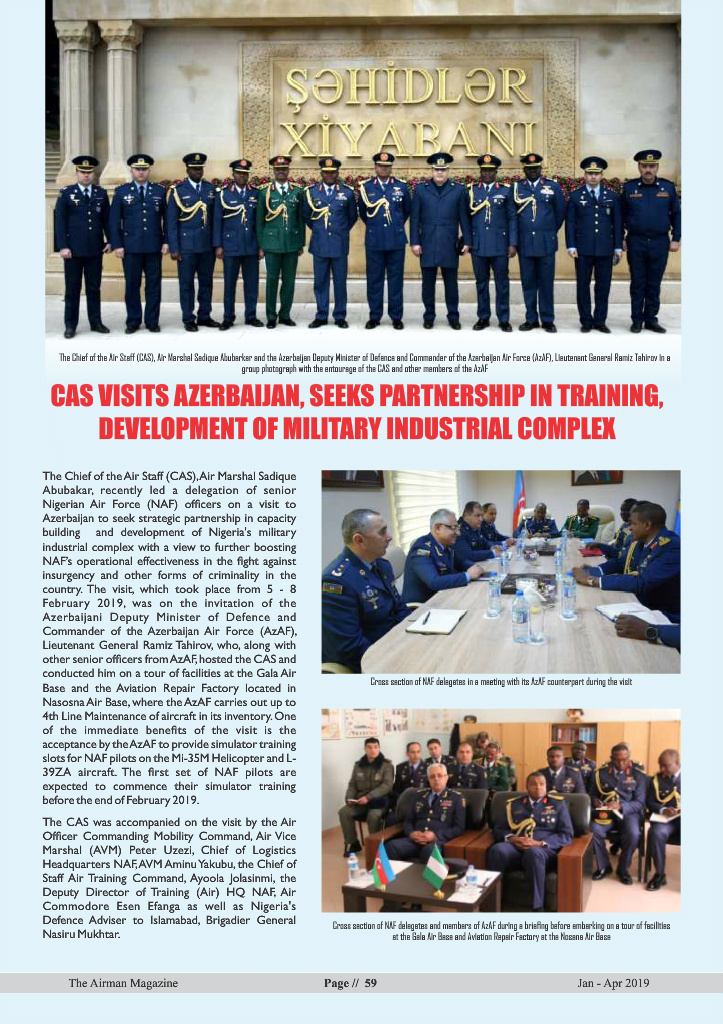 ŞƏHİDLƏR
XİYABANI
The Chief of the Air Staff (CAS), Air Marshal Sadique Abubarkar and the Azerbaijan Deputy Minister of Defence and Commander of the Azerbaijan Air Force (AzAF), Lieutenant General Ramiz Tahirov in a
group photograph with the entourage of the CAS and other members of the AzAF
CAS VISITS AZERBAIJAN, SEEKS PARTNERSHIP IN TRAINING,
DEVELOPMENT OF MILITARY INDUSTRIAL COMPLEX
The Chief of the Air Staff (CAS), Air Marshal Sadique
Abubakar, recently led a delegation of senior
Nigerian Air Force (NAF) officers on a visit to
Azerbaijan to seek strategic partnership in capacity
building and development of Nigeria's military
industrial complex with a view to further boosting
NAF's operational effectiveness in the fight against
insurgency and other forms of criminality in the
country. The visit, which took place from 5 - 8
February 2019, was on the invitation of the
Azerbaijani Deputy Minister of Defence and
Commander of the Azerbaijan Air Force (AzAF),
Lieutenant General Ramiz Tahirov, who, along with
other senior officers from AzAF, hosted the CAS and
conducted him on a tour of facilities at the Gala Air
Base and the Aviation Repair Factory located in
Nasosna Air Base, where the AzAF carries out up to
4th Line Maintenance of aircraft in its inventory. One
of the immediate benefits of the visit is the
acceptance by the AzAF to provide simulator training
slots for NAF pilots on the Mi-35M Helicopter and L-
39ZA aircraft. The first set of NAF pilots are
expected to commence their simulator training
before the end of February 2019.
The CAS was accompanied on the visit by the Air
Officer Commanding Mobility Command, Air Vice
Marshal (AVM) Peter Uzezi, Chief of Logistics
Headquarters NAF, AVM Aminu Yakubu, the Chief of
Staff Air Training Command, Ayoola Jolasinmi, the
Deputy Director of Training (Air) HQ NAF, Air
Commodore Esen Efanga as well as Nigeria's
Defence Adviser to Islamabad, Brigadier General
Nasiru Mukhtar.
Cross section of NAF delegates in a meeting with its AzAF counterpart during the visit
Cross section of NAF delegates and members of AzAF during a briefing before embarking on a tour of facilities
at the Gala Air Base and Aviation Repair Factory at the Nosana Air Base
The Airman Magazine
Page // 59
Jan - Apr 2019